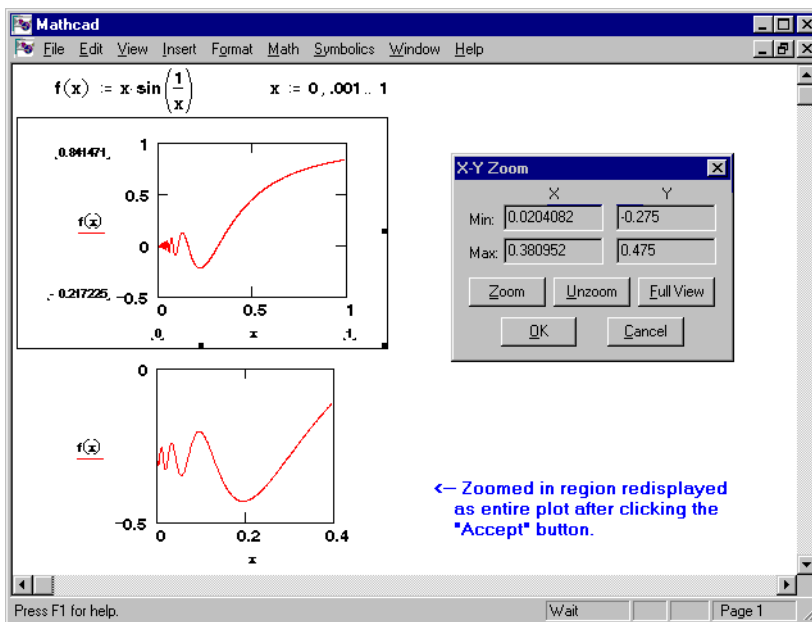 Mathcad
File Edit View Insert Format Math Symbolics Window Help
f(x) := x·sin(1/x) x := 0, .001 .. 1
0.841471
1
0.5
f(x)
0
- 0.217225
−0.5
0 0.5 1
0 x 1
X-Y Zoom
X Y
Min: 0.0204082 -0.275
Max: 0.380952 0.475
Zoom Unzoom Full View
OK Cancel
0
f(x)
−0.5
0 0.2 0.4
x
<– Zoomed in region redisplayed
as entire plot after clicking the
"Accept" button.
Press F1 for help. Wait Page 1